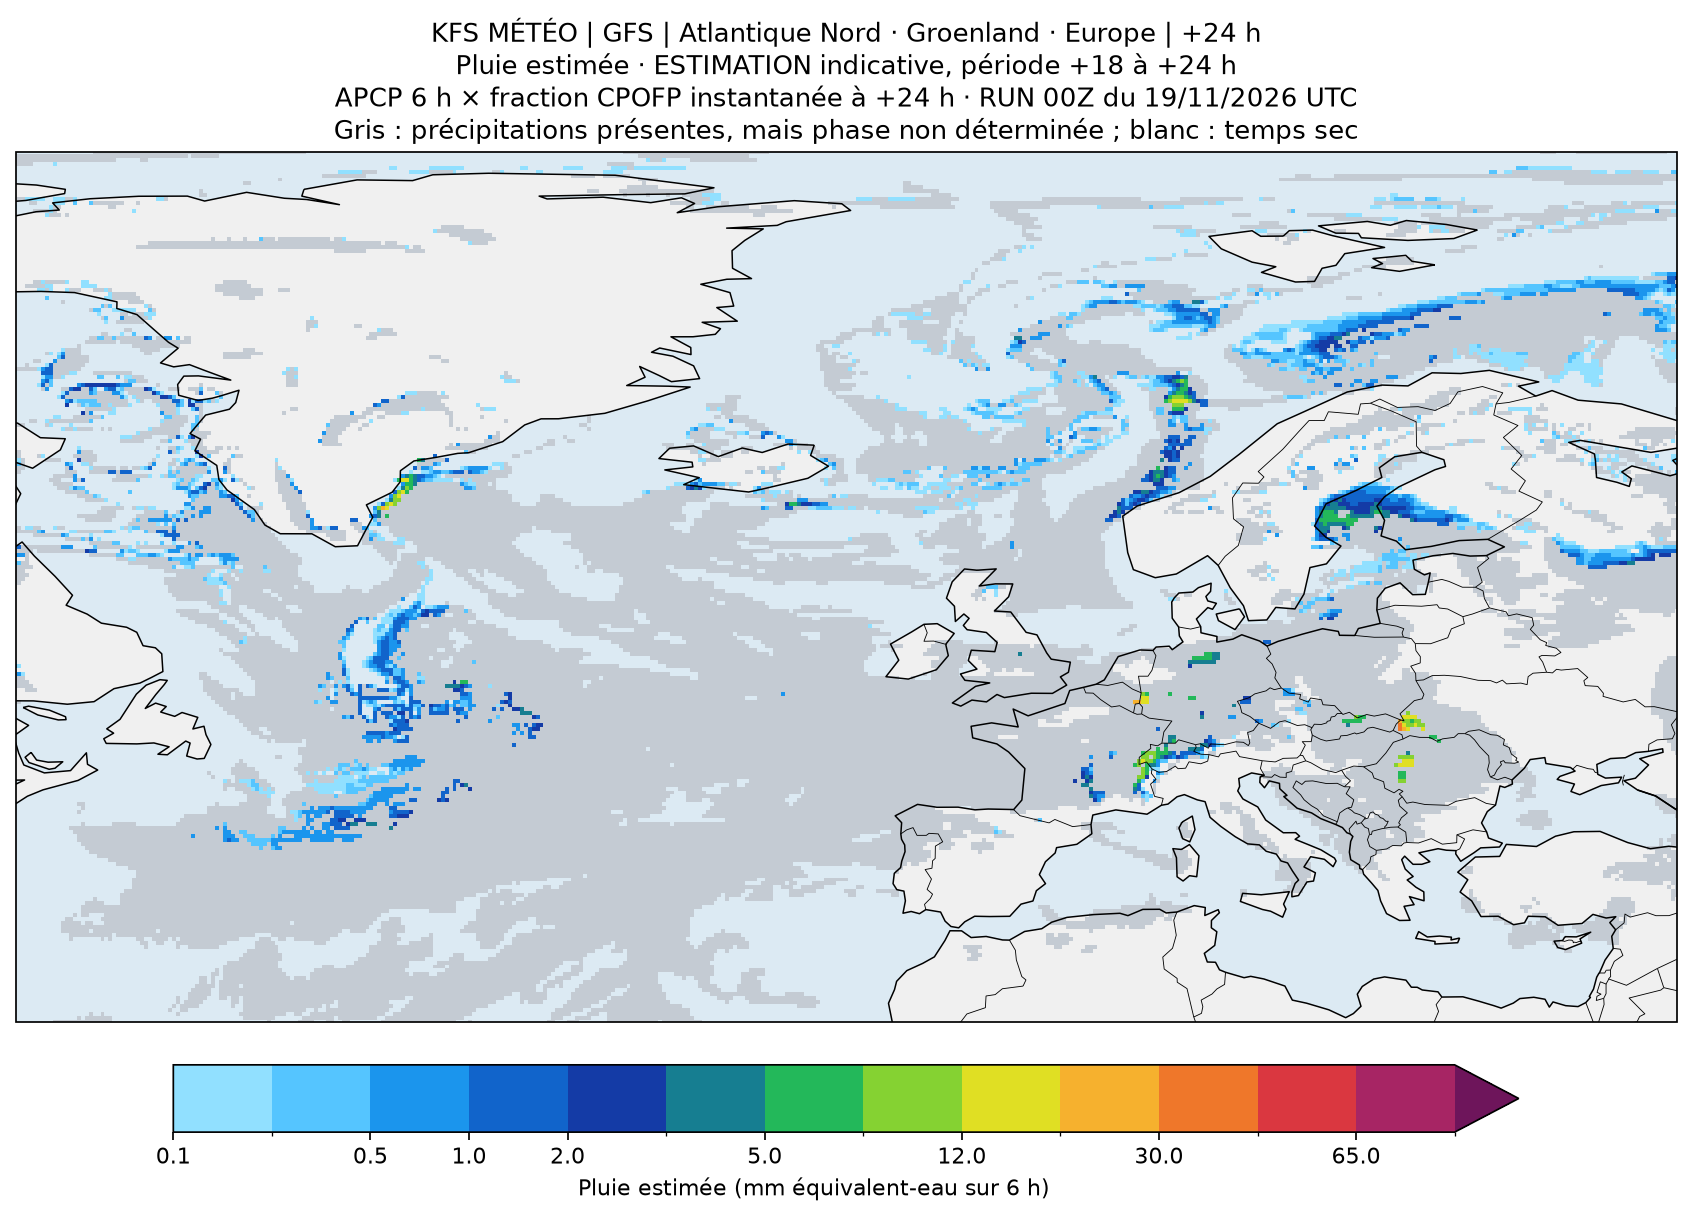 KFS MÉTÉO | GFS | Atlantique Nord · Groenland · Europe | +24 h
Pluie estimée · ESTIMATION indicative, période +18 à +24 h
APCP 6 h × fraction CPOFP instantanée à +24 h · RUN 00Z du 19/11/2026 UTC
Gris : précipitations présentes, mais phase non déterminée ; blanc : temps sec
0.1 0.5 1.0 2.0 5.0 12.0 30.0 65.0
Pluie estimée (mm équivalent-eau sur 6 h)